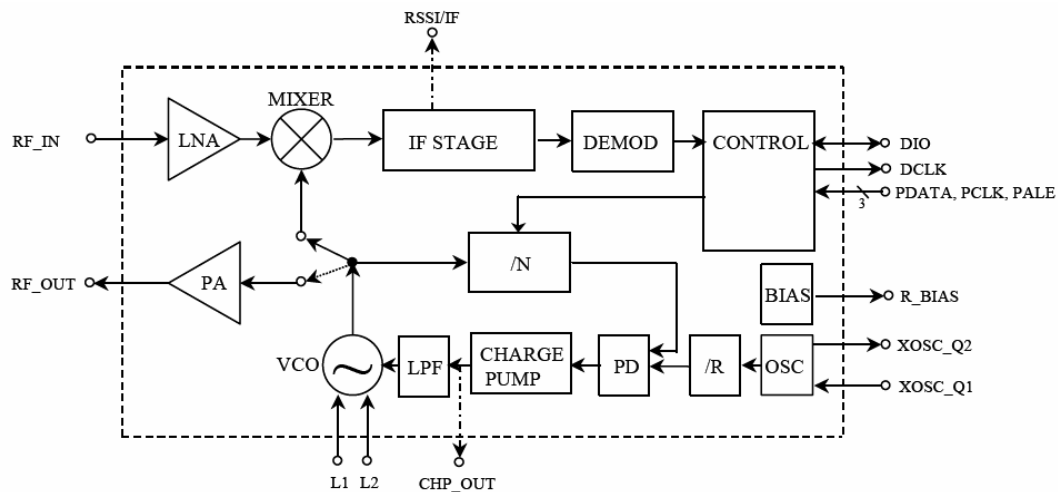 RSSI/IF
MIXER
RF_IN
LNA
IF STAGE
DEMOD
CONTROL
DIO
DCLK
PDATA, PCLK, PALE
3
RF_OUT
PA
/N
BIAS
R_BIAS
VCO
LPF
CHARGE
PUMP
PD
/R
OSC
XOSC_Q2
XOSC_Q1
L1
L2
CHP_OUT